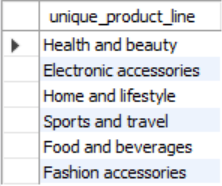 unique_product_line
Health and beauty
Electronic accessories
Home and lifestyle
Sports and travel
Food and beverages
Fashion accessories